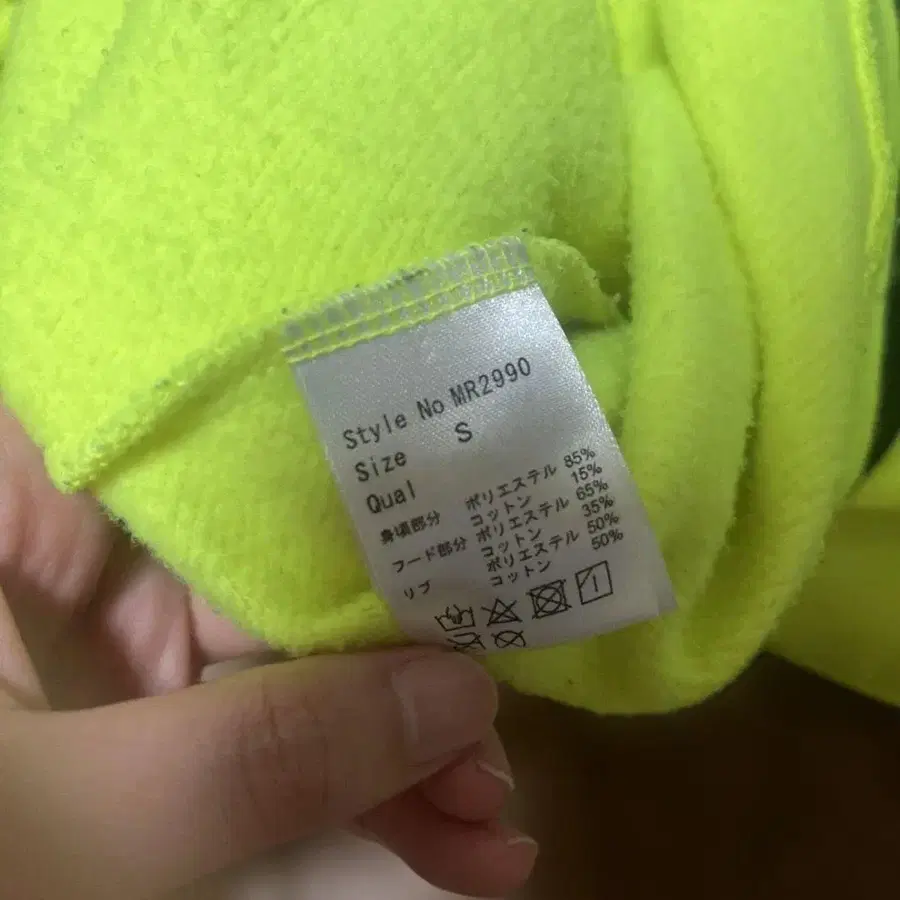 Style No MR2990
Size S
Qual
身頃部分 ポリエステル 85%
コットン 15%
フード部分 ポリエステル 65%
コットン 35%
リブ ポリエステル 50%
コットン 50%